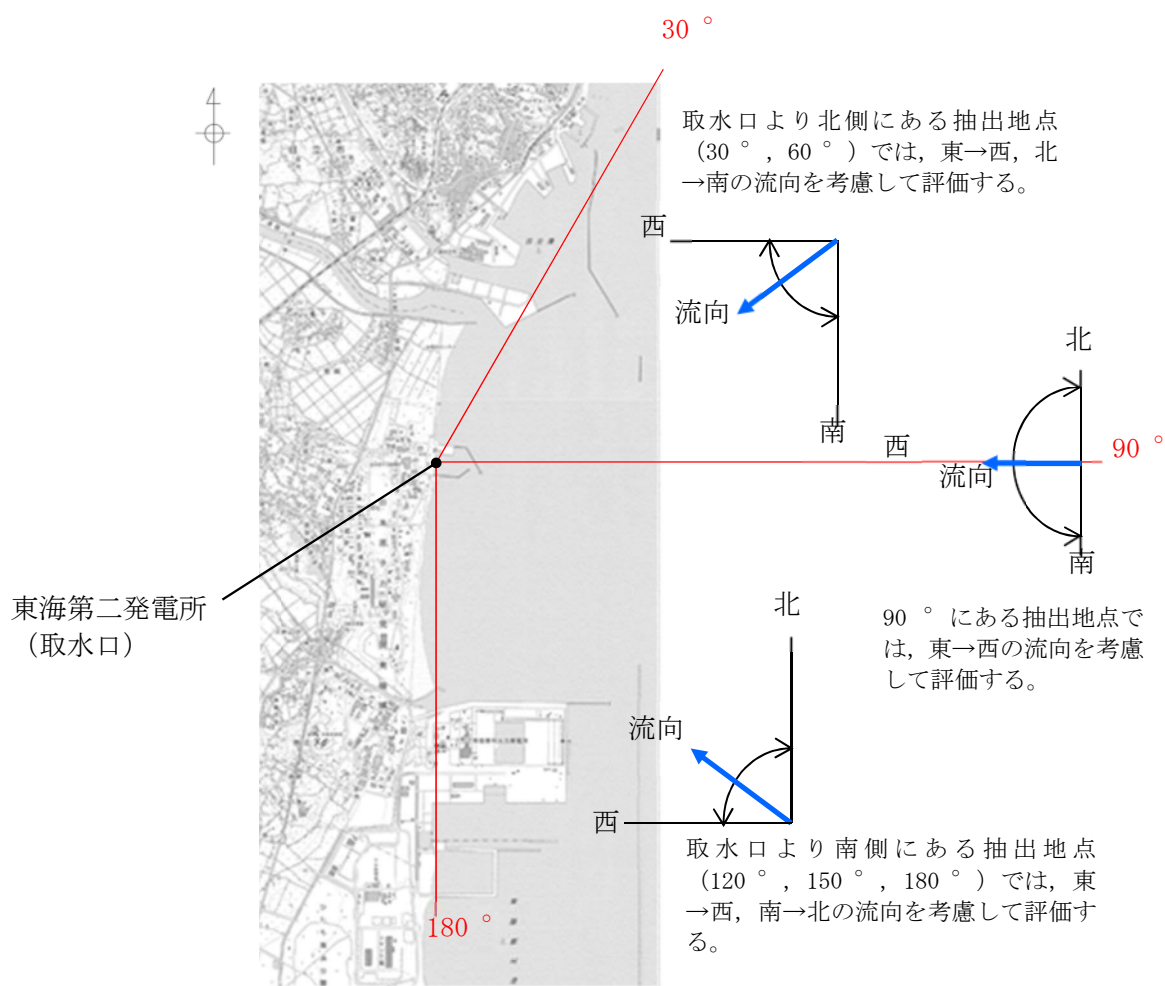 30 °
取水口より北側にある抽出地点
（30 °，60 °）では，東→西，北
→南の流向を考慮して評価する。
西
流向
南
北
西
90 °
流向
南
東海第二発電所
（取水口）
90 ° にある抽出地点で
は，東→西の流向を考慮
して評価する。
北
流向
西
取水口より南側にある抽出地点
（120 °，150 °，180 °）では，東
→西，南→北の流向を考慮して評価す
る。
180 °